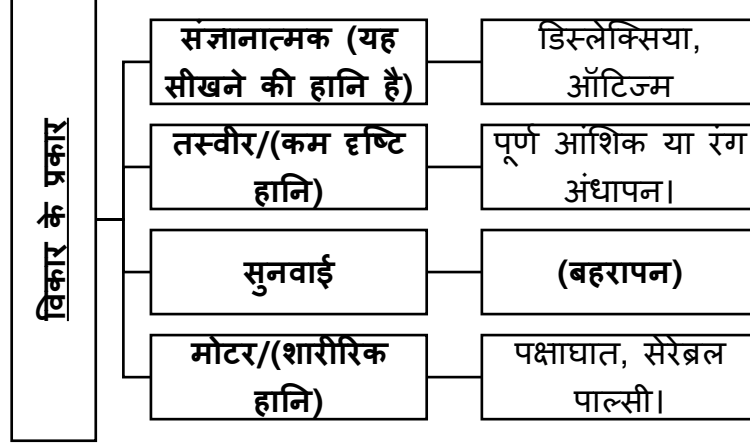 विकार के प्रकार
संज्ञानात्मक (यह
सीखने की हानि है)
डिस्लेक्सिया,
ऑटिज्म
तस्वीर/(कम दृष्टि
हानि)
पूर्ण आंशिक या रंग
अंधापन।
सुनवाई
(बहरापन)
मोटर/(शारीरिक
हानि)
पक्षाघात, सेरेब्रल
पाल्सी।